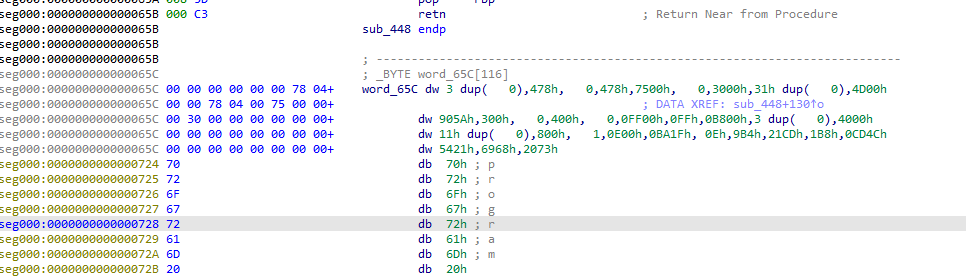 seg000:000000000000065B 000 C3 retn ; Return Near from Procedure
seg000:000000000000065B sub_448 endp
seg000:000000000000065B
seg000:000000000000065B ; ---------------------------------------------------------------------------
seg000:000000000000065C ; _BYTE word_65C[116]
seg000:000000000000065C 00 00 00 00 00 00 78 04+ word_65C dw 3 dup( 0),478h, 0,478h,7500h, 0,3000h,31h dup( 0),4D00h
seg000:000000000000065C 00 00 78 04 00 75 00 00+ ; DATA XREF: sub_448+130↑o
seg000:000000000000065C 00 30 00 00 00 00 00 00+ dw 905Ah,300h, 0,400h, 0,0FF00h,0FFh,0B800h,3 dup( 0),4000h
seg000:000000000000065C 00 00 00 00 00 00 00 00+ dw 11h dup( 0),800h, 1,0E00h,0BA1Fh, 0Eh,9B4h,21CDh,1B8h,0CD4Ch
seg000:000000000000065C 00 00 00 00 00 00 00 00+ dw 5421h,6968h,2073h
seg000:0000000000000724 70 db 70h ; p
seg000:0000000000000725 72 db 72h ; r
seg000:0000000000000726 6F db 6Fh ; o
seg000:0000000000000727 67 db 67h ; g
seg000:0000000000000728 72 db 72h ; r
seg000:0000000000000729 61 db 61h ; a
seg000:000000000000072A 6D db 6Dh ; m
seg000:000000000000072B 20 db 20h